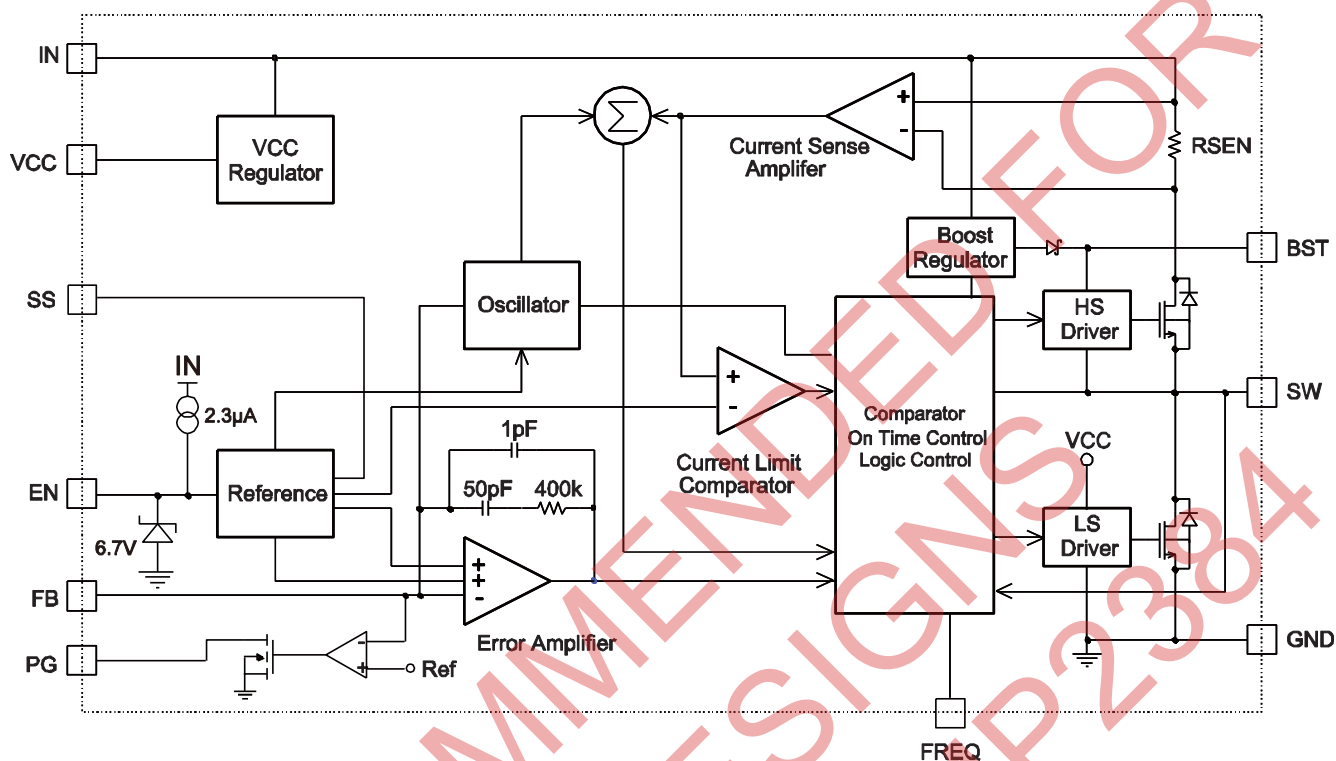 IN
VCC
Regulator
VCC
Σ
+
-
Current Sense
Amplifer
RSEN
Boost
Regulator
BST
SS
Oscillator
HS
Driver
IN
2.3µA
+
-
Current Limit
Comparator
Comparator
On Time Control
Logic Control
SW
VCC
1pF
50pF
400k
EN
Reference
6.7V
LS
Driver
FB
+
+
-
Error Amplifier
PG
-
+
Ref
GND
FREQ
MMENDED FOR
ESIGNS
P2384